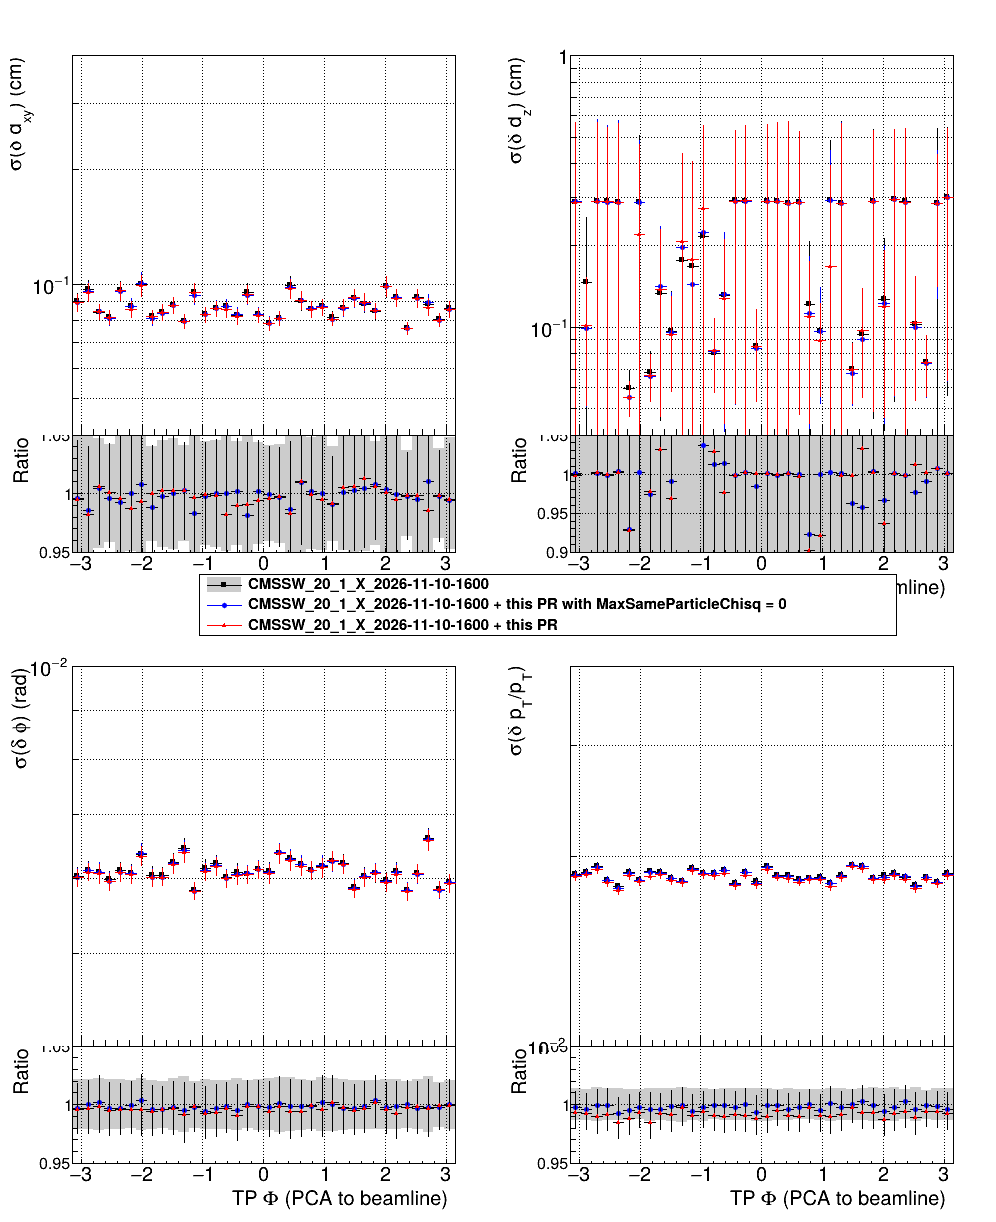 σ(δ d_xy) (cm)
10^−1
Ratio
1.05
1
0.95
−3 −2 −1 0 1 2 3
σ(δ d_z) (cm)
1
10^−1
Ratio
1.05
1
0.95
0.9
−3 −2 −1 0 1 2 3
mline)
CMSSW_20_1_X_2026-11-10-1600
CMSSW_20_1_X_2026-11-10-1600 + this PR with MaxSameParticleChisq = 0
CMSSW_20_1_X_2026-11-10-1600 + this PR
σ(δ ϕ) (rad)
10^−2
Ratio
1.05
1
0.95
−3 −2 −1 0 1 2 3
TP Φ (PCA to beamline)
σ(δ p_T/p_T)
10^−2
Ratio
1
0.95
−3 −2 −1 0 1 2 3
TP Φ (PCA to beamline)